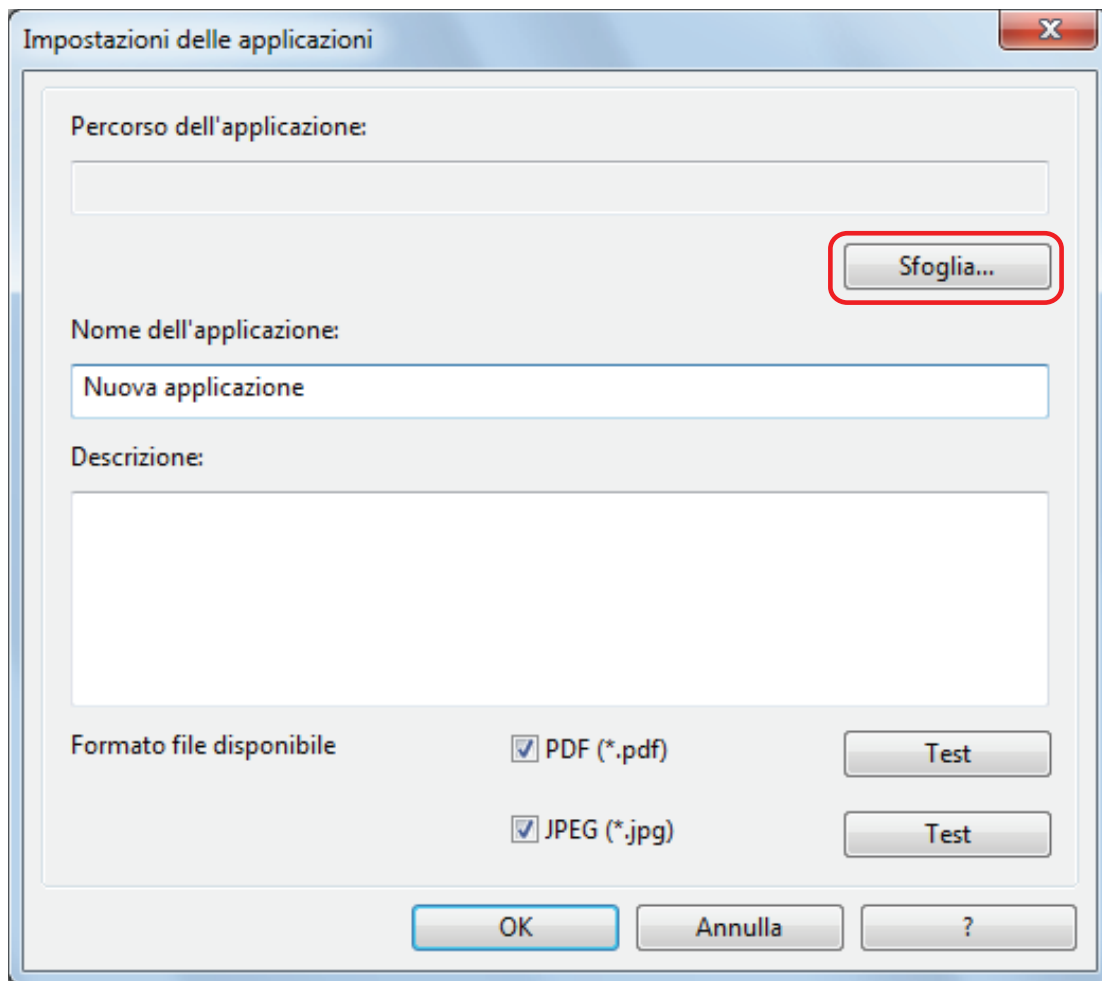 Impostazioni delle applicazioni
Percorso dell'applicazione:
Sfoglia...
Nome dell'applicazione:
Nuova applicazione
Descrizione:
Formato file disponibile
PDF (*.pdf)
Test
JPEG (*.jpg)
Test
OK
Annulla
?